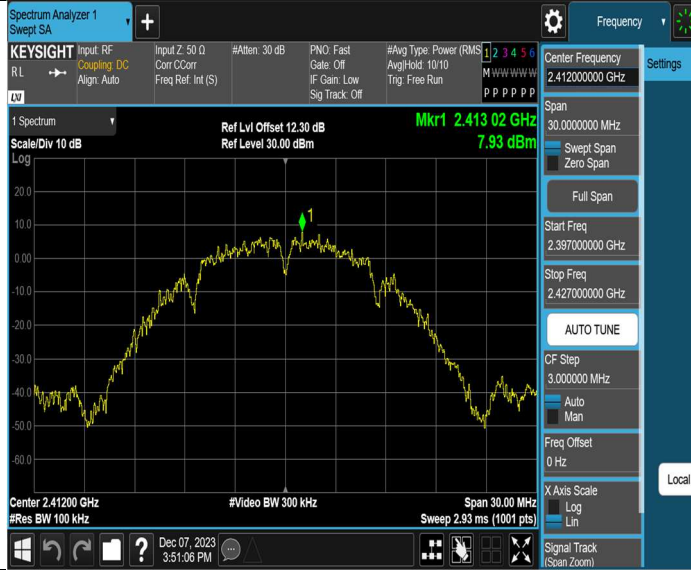 Spectrum Analyzer 1
Swept SA
+
Frequency
KEYSIGHT
RL
LXI
Input: RF
Coupling: DC
Align: Auto
Input Z: 50 Ω
Corr CCorr
Freq Ref: Int (S)
#Atten: 30 dB
PNO: Fast
Gate: Off
IF Gain: Low
Sig Track: Off
#Avg Type: Power (RMS
Avg|Hold: 10/10
Trig: Free Run
1 2 3 4 5 6
M W W W W W
P P P P P P
Center Frequency
2.412000000 GHz
Settings
Span
30.0000000 MHz
Swept Span
Zero Span
Full Span
Start Freq
2.397000000 GHz
Stop Freq
2.427000000 GHz
AUTO TUNE
CF Step
3.000000 MHz
Auto
Man
Freq Offset
0 Hz
X Axis Scale
Log
Lin
Signal Track
(Span Zoom)
Local
1 Spectrum
Scale/Div 10 dB
Ref Lvl Offset 12.30 dB
Ref Level 30.00 dBm
Mkr1 2.413 02 GHz
7.93 dBm
Log
20.0
10.0
0.00
-10.0
-20.0
-30.0
-40.0
-50.0
-60.0
1
Center 2.41200 GHz
#Res BW 100 kHz
#Video BW 300 kHz
Span 30.00 MHz
Sweep 2.93 ms (1001 pts)
?
Dec 07, 2023
3:51:06 PM